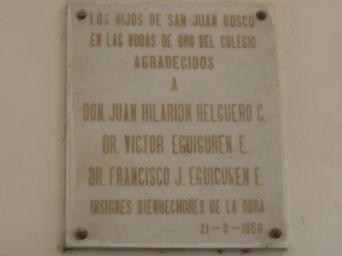 LOS HIJOS DE SAN JUAN BOSCO
EN LAS BODAS DE ORO DEL COLEGIO
AGRADECIDOS
A
DON. JUAN HILARION HELGUERO C.
DR. VICTOR EGUIGUREN E.
DR. FRANCISCO J. EGUIGUREN E.
INSIGNES BIENHECHORES DE LA OBRA
21-9-1956